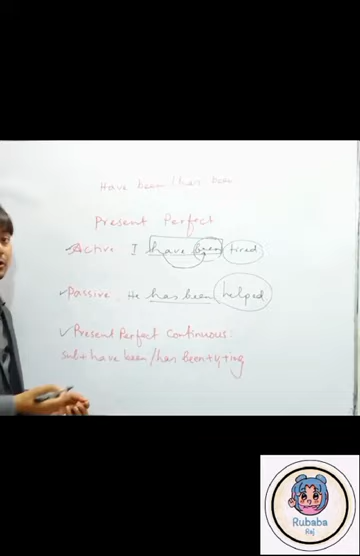 Have been/has been
Present Perfect
Active I have been tired
Passive. He has been helped
Present Perfect Continuous:
Sub+have been/has Been+v+ing
Rubaba
Raj